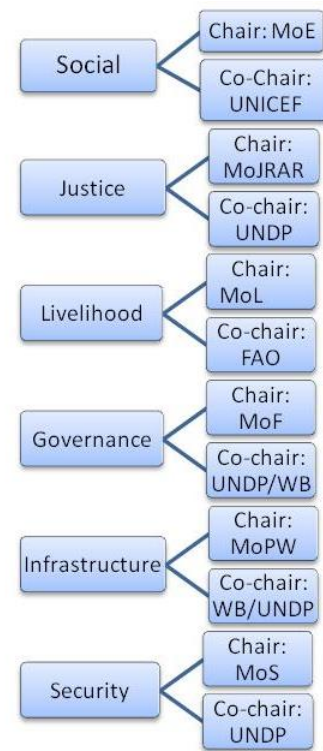 Social
Chair: MoE
Co-Chair:
UNICEF
Justice
Chair:
MoJRAR
Co-chair:
UNDP
Livelihood
Chair:
MoL
Co-chair:
FAO
Governance
Chair:
MoF
Co-chair:
UNDP/WB
Infrastructure
Chair:
MoPW
Co-chair:
WB/UNDP
Security
Chair:
MoS
Co-chair:
UNDP